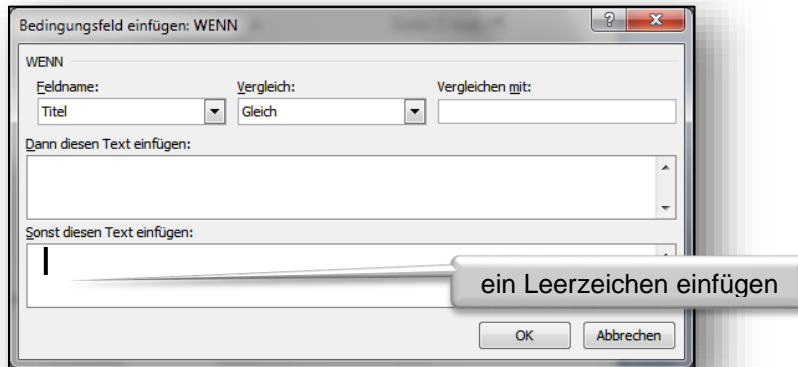 Bedingungsfeld einfügen: WENN
WENN
Feldname: Vergleich: Vergleichen mit:
Titel Gleich
Dann diesen Text einfügen:
Sonst diesen Text einfügen:
ein Leerzeichen einfügen
OK Abbrechen